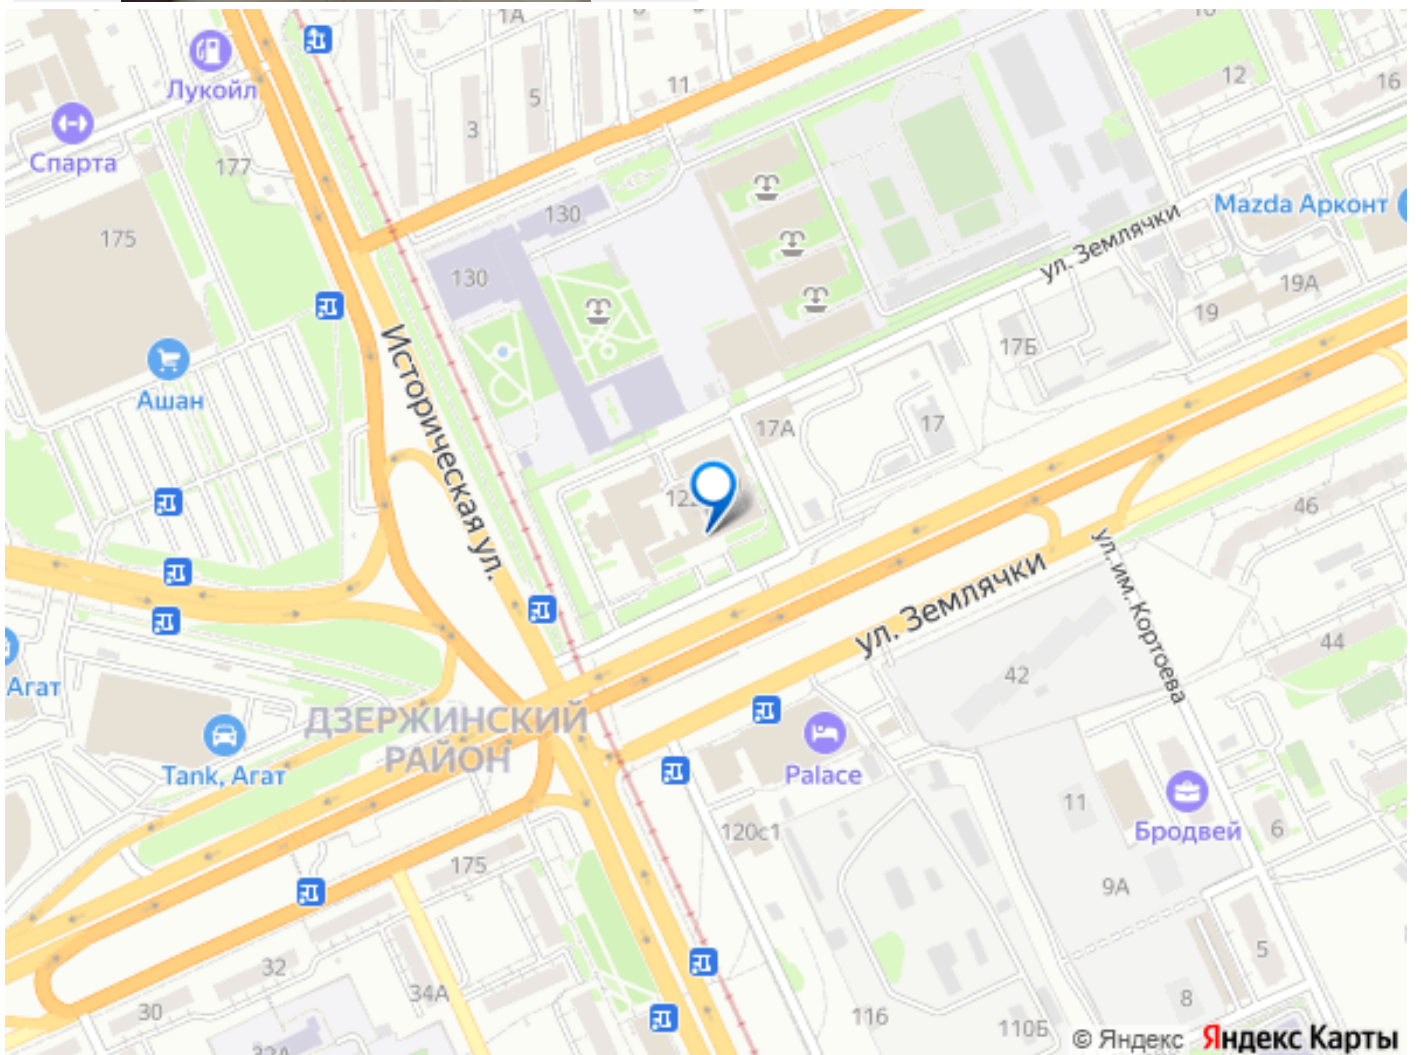 1А
Лукойл
5
11
12
16
3
Спарта
177
Mazda Арконт
130
175
ул. Землячки
130
19А
19
17Б
Историческая ул.
Ашан
17А
17
46
ул. им. Кортоева
ул. Землячки
44
42
Агат
ДЗЕРЖИНСКИЙ
РАЙОН
Tank, Агат
Palace
11
120с1
Бродвей
6
175
9А
5
32
34А
30
8
116
110Б
© Яндекс Яндекс Карты